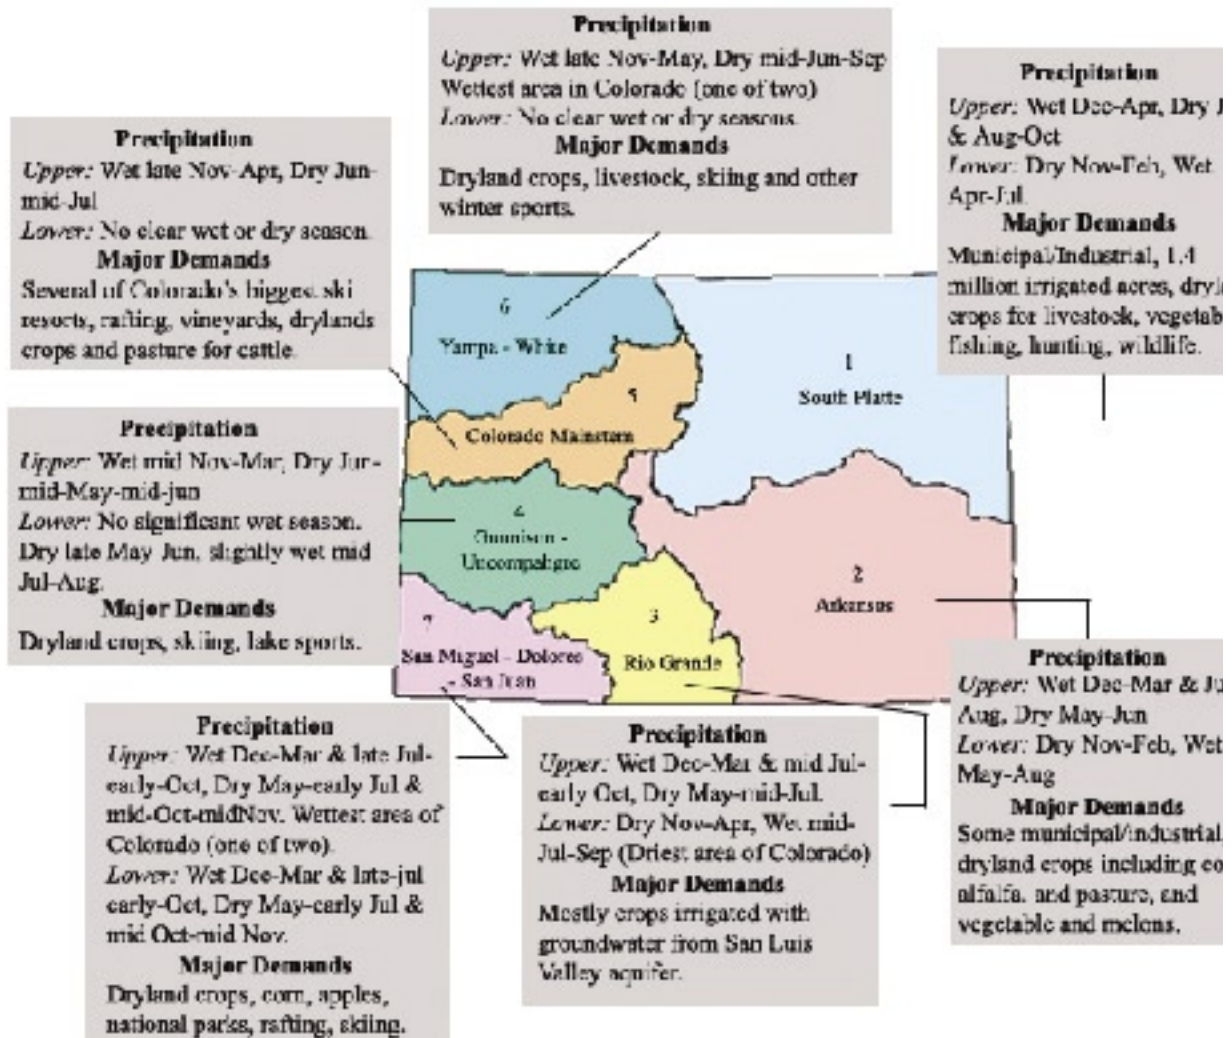 Precipitation
Upper: Wet late Nov-May, Dry mid-Jun-Sep
Wettest area in Colorado (one of two)
Lower: No clear wet or dry seasons.
Major Demands
Dryland crops, livestock, skiing and other
winter sports.
Precipitation
Upper: Wet Dec-Apr, Dry J
& Aug-Oct
Lower: Dry Nov-Feb, Wet
Apr-Jul.
Major Demands
Municipal/Industrial, 1.4
million irrigated acres, dryla
crops for livestock, vegetab
fishing, hunting, wildlife.
Precipitation
Upper: Wet late Nov-Apr, Dry Jun-
mid-Jul
Lower: No clear wet or dry season.
Major Demands
Several of Colorado's biggest ski
resorts, rafting, vineyards, drylands
crops and pasture for cattle.
6
Yampa - White
5
Colorado Mainstem
1
South Platte
Precipitation
Upper: Wet mid Nov-Mar, Dry Jun-
mid-May-mid-jun
Lower: No significant wet season.
Dry late May Jun, slightly wet mid
Jul-Aug.
Major Demands
Dryland crops, skiing, lake sports.
4
Gunnison -
Uncompahgre
2
Arkansas
3
Rio Grande
7
San Miguel - Dolores
- San Juan
Precipitation
Upper: Wet Dec-Mar & late Jul-
early-Oct, Dry May-early Jul &
mid-Oct-midNov. Wettest area of
Colorado (one of two).
Lower: Wet Dec-Mar & late-jul
early-Oct, Dry May-early Jul &
mid Oct-mid Nov.
Major Demands
Dryland crops, corn, apples,
national parks, rafting, skiing.
Precipitation
Upper: Wet Dec-Mar & mid Jul-
early Oct, Dry May-mid-Jul.
Lower: Dry Nov-Apr, Wet mid-
Jul-Sep (Driest area of Colorado)
Major Demands
Mostly crops irrigated with
groundwater from San Luis
Valley aquifer.
Precipitation
Upper: Wet Dec-Mar & Ju
Aug, Dry May-Jun
Lower: Dry Nov-Feb, Wet
May-Aug
Major Demands
Some municipal/industrial,
dryland crops including co
alfalfa. and pasture, and
vegetable and melons.